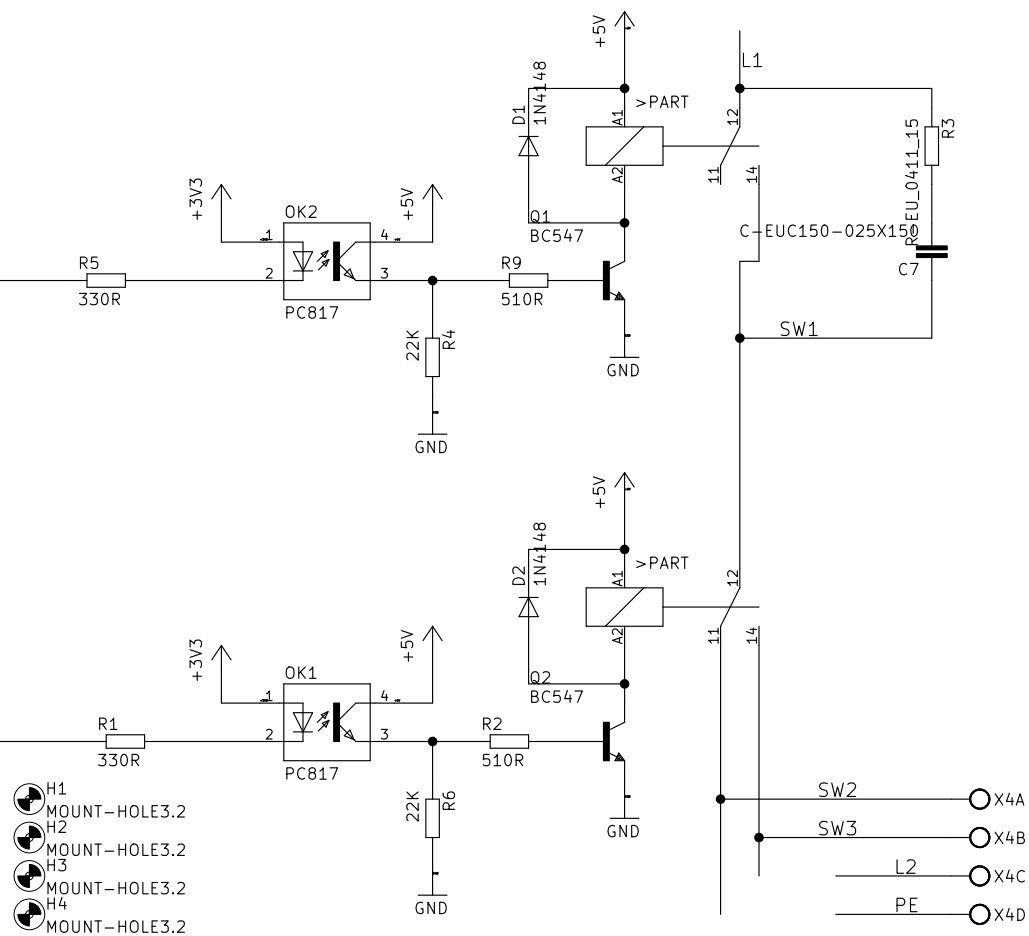 +5V
L1
D1
1N4148
>PART
A1
A2
12
11
14
R3
R-EU_0411_15
C-EUC150-025X150
C7
+3V3
OK2
+5V
1
4
2
3
PC817
R5
330R
Q1
BC547
R9
510R
22K
R4
GND
GND
SW1
+5V
D2
1N4148
>PART
A1
A2
12
11
14
+3V3
OK1
+5V
1
4
2
3
PC817
R1
330R
Q2
BC547
R2
510R
22K
R6
GND
GND
H1
MOUNT-HOLE3.2
H2
MOUNT-HOLE3.2
H3
MOUNT-HOLE3.2
H4
MOUNT-HOLE3.2
SW2
X4A
SW3
X4B
L2
X4C
PE
X4D